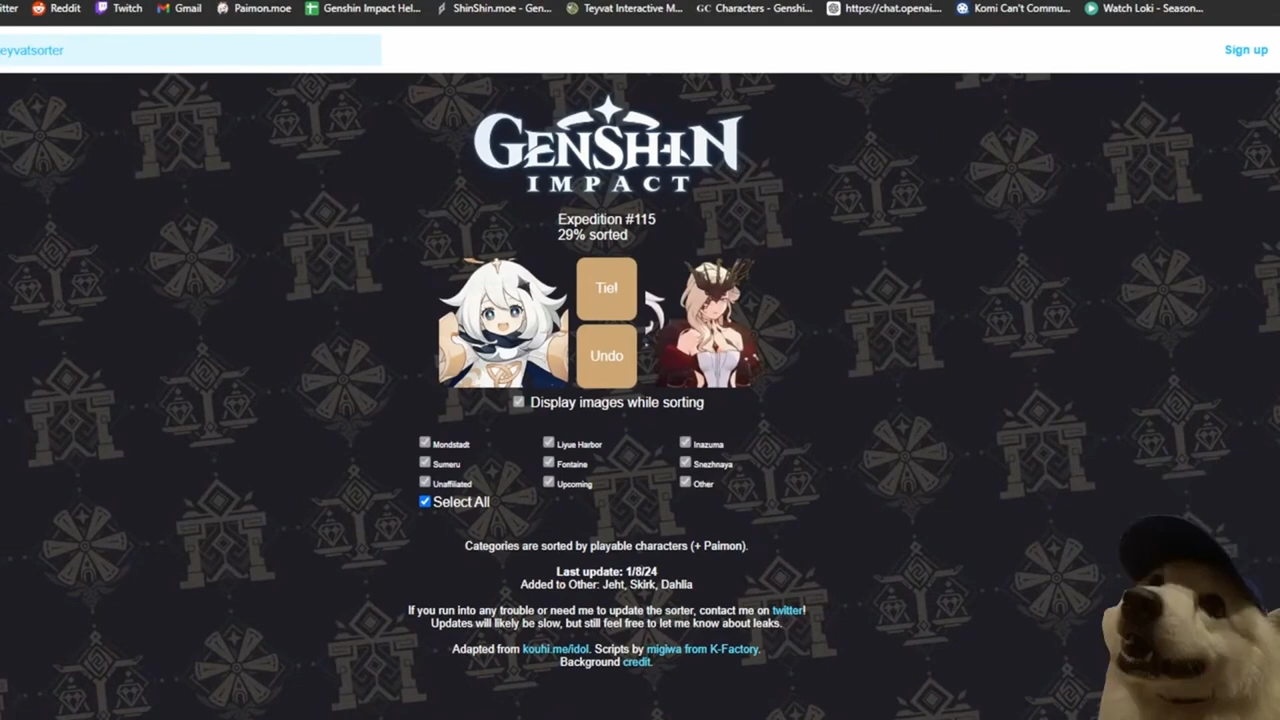 itter Reddit Twitch Gmail Paimon.moe Genshin Impact Hel... ShinShin.moe - Gen... Teyvat Interactive M... GC Characters - Genshi... https://chat.openai.... Komi Can't Commu... Watch Loki - Season...
eyvatsorter
Sign up
GENSHIN
IMPACT
Expedition #115
29% sorted
Tie!
Undo
Display images while sorting
Mondstadt Liyue Harbor Inazuma
Sumeru Fontaine Snezhnaya
Unaffiliated Upcoming Other
Select All
Categories are sorted by playable characters (+ Paimon).
Last update: 1/8/24
Added to Other: Jeht, Skirk, Dahlia
If you run into any trouble or need me to update the sorter, contact me on twitter!
Updates will likely be slow, but still feel free to let me know about leaks.
Adapted from kouhi.me/idol. Scripts by migiwa from K-Factory.
Background credit.